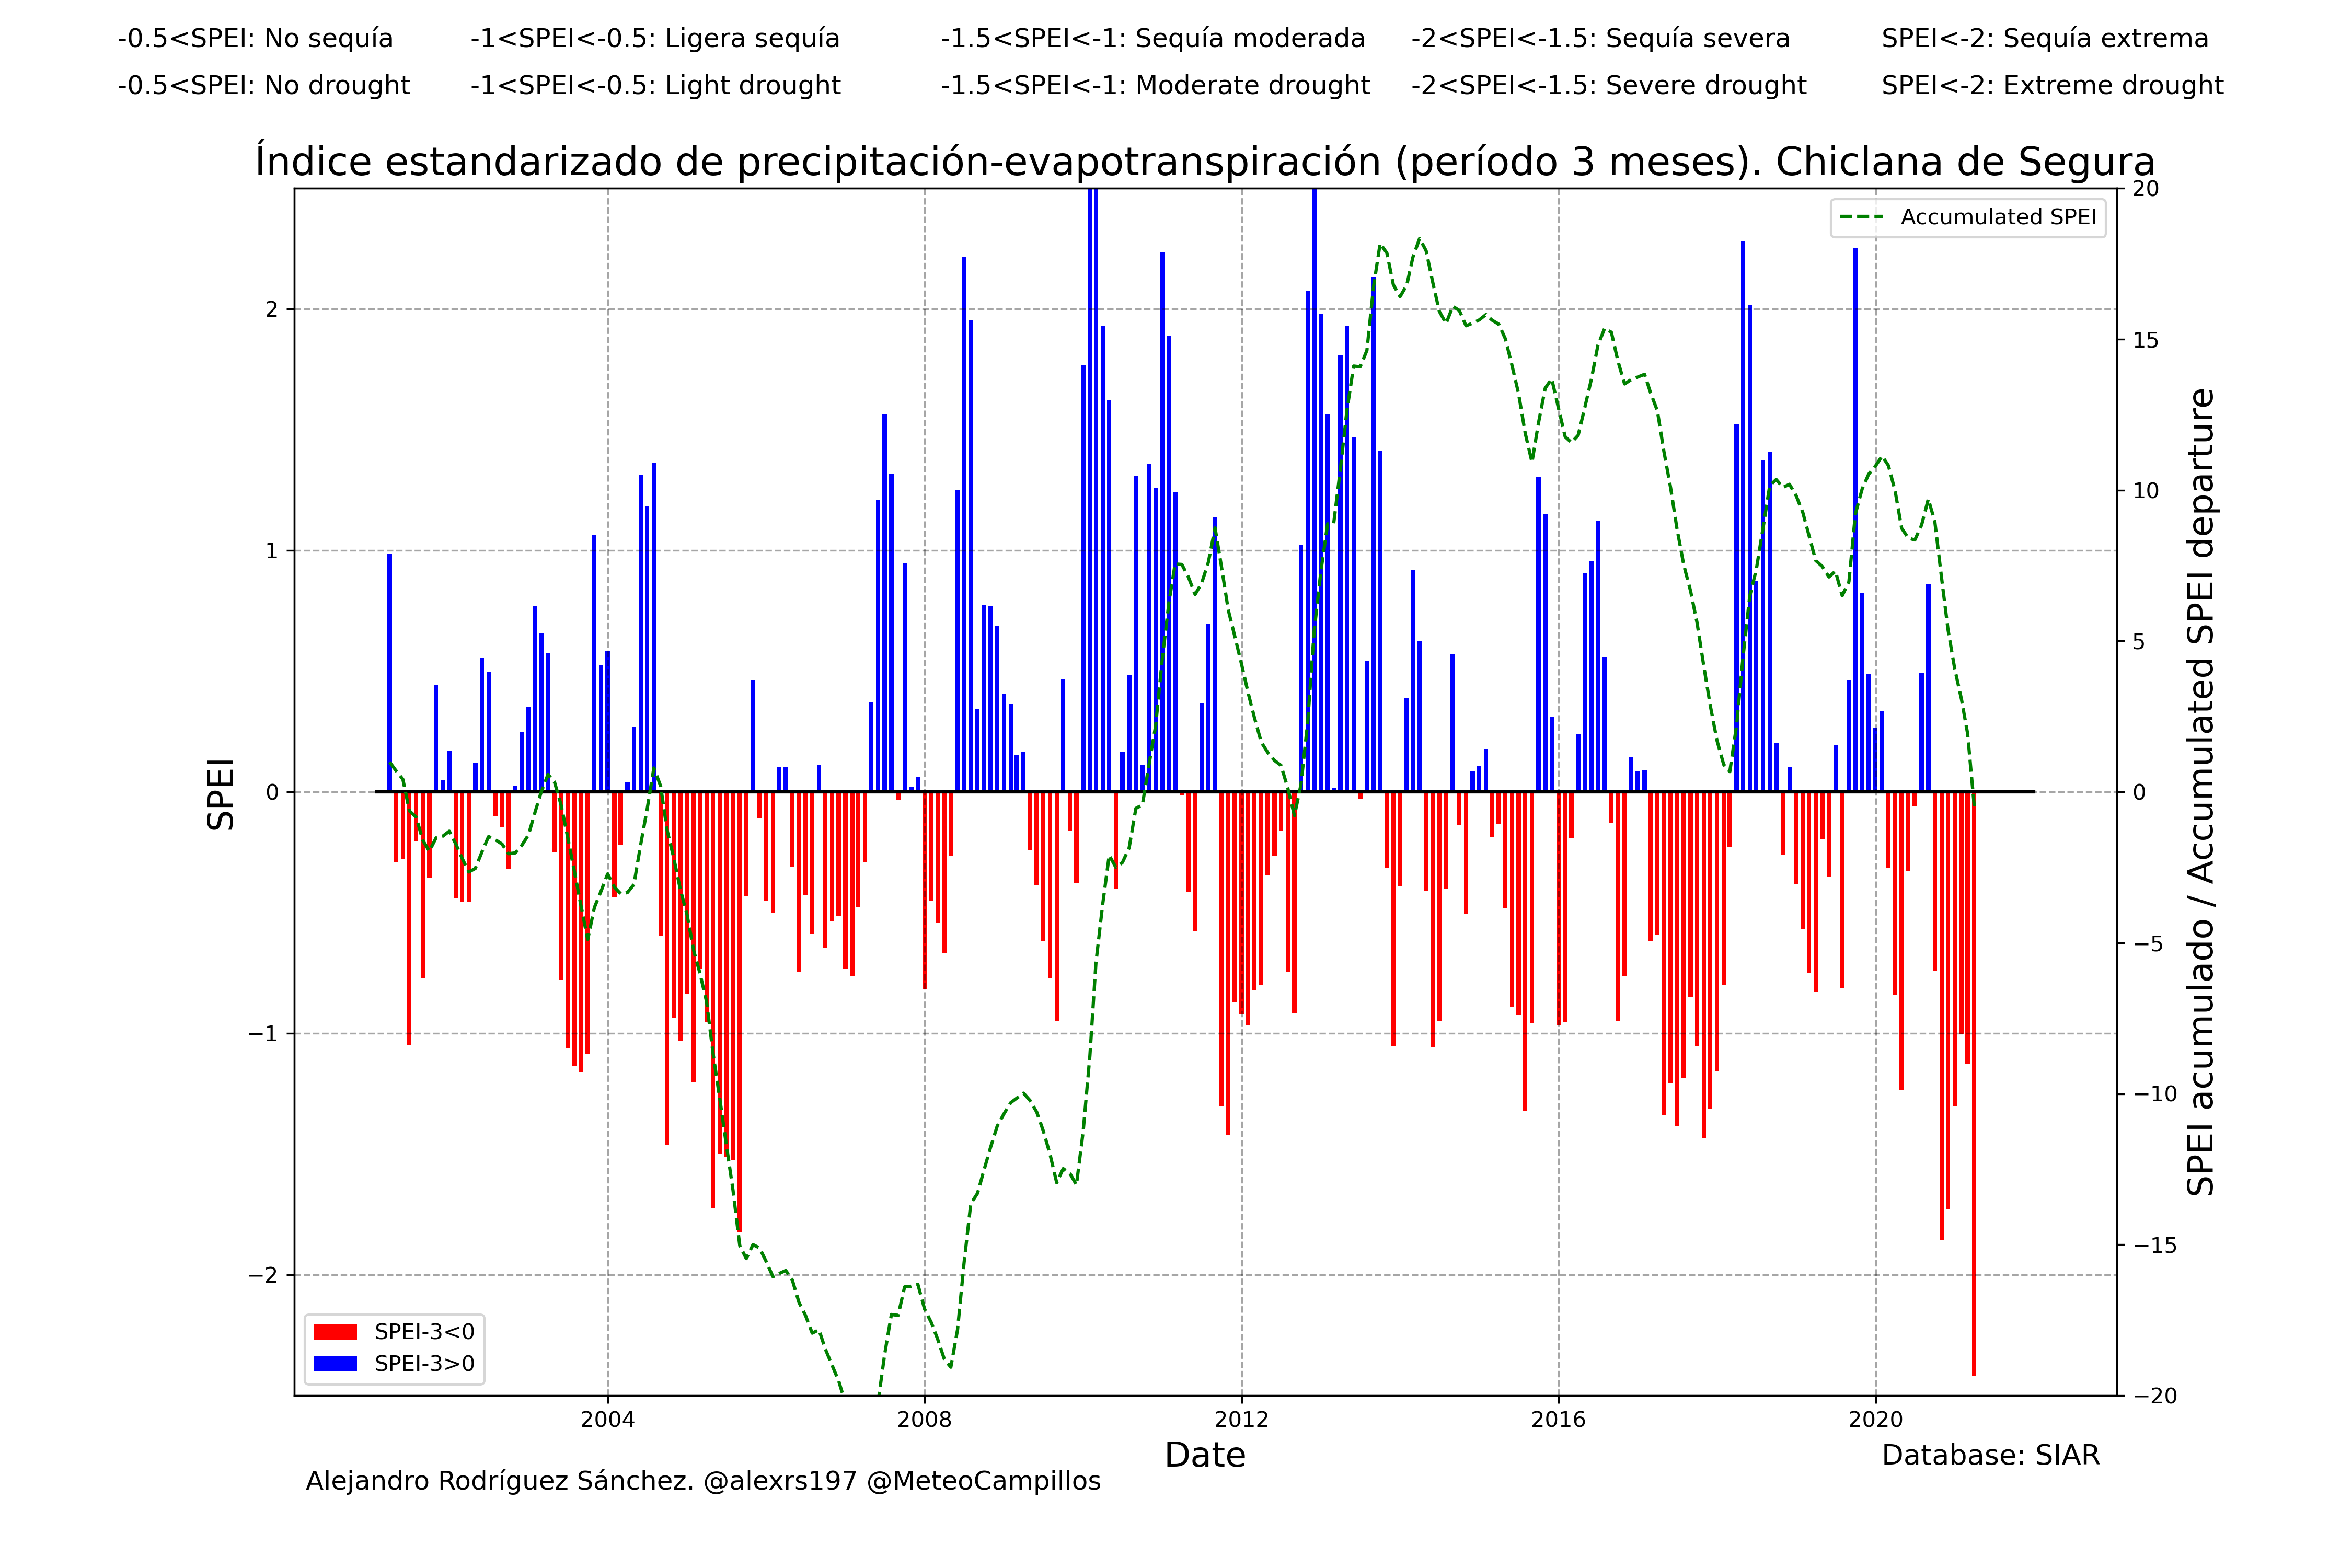 -0.5<SPEI: No sequía -1<SPEI<-0.5: Ligera sequía -1.5<SPEI<-1: Sequía moderada -2<SPEI<-1.5: Sequía severa SPEI<-2: Sequía extrema
-0.5<SPEI: No drought -1<SPEI<-0.5: Light drought -1.5<SPEI<-1: Moderate drought -2<SPEI<-1.5: Severe drought SPEI<-2: Extreme drought
Índice estandarizado de precipitación-evapotranspiración (período 3 meses). Chiclana de Segura
Accumulated SPEI
SPEI
2
1
0
−1
−2
20
15
10
5
0
−5
−10
−15
−20
SPEI acumulado / Accumulated SPEI departure
SPEI-3<0
SPEI-3>0
2004 2008 2012 2016 2020
Date
Database: SIAR
Alejandro Rodríguez Sánchez. @alexrs197 @MeteoCampillos